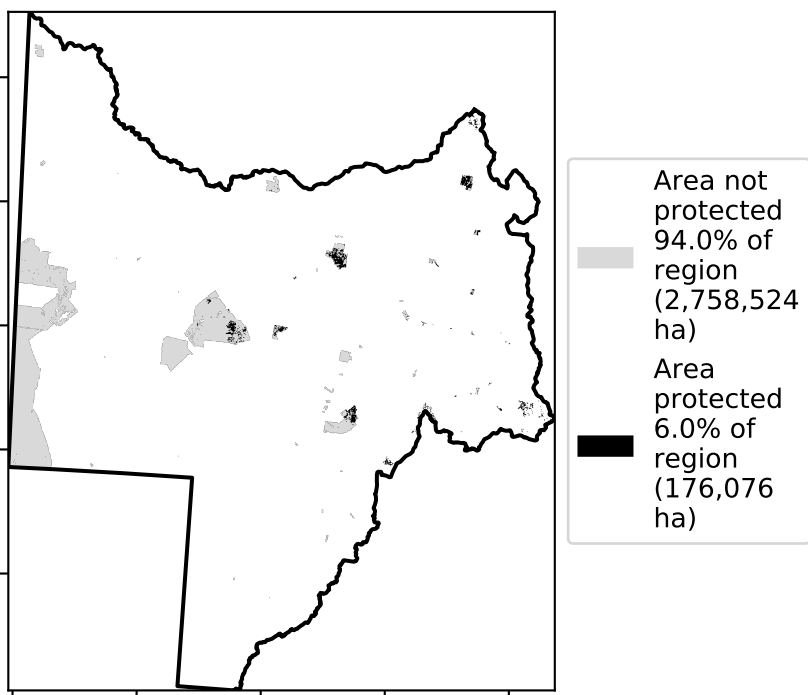 Area not
protected
94.0% of
region
(2,758,524
ha)
Area
protected
6.0% of
region
(176,076
ha)